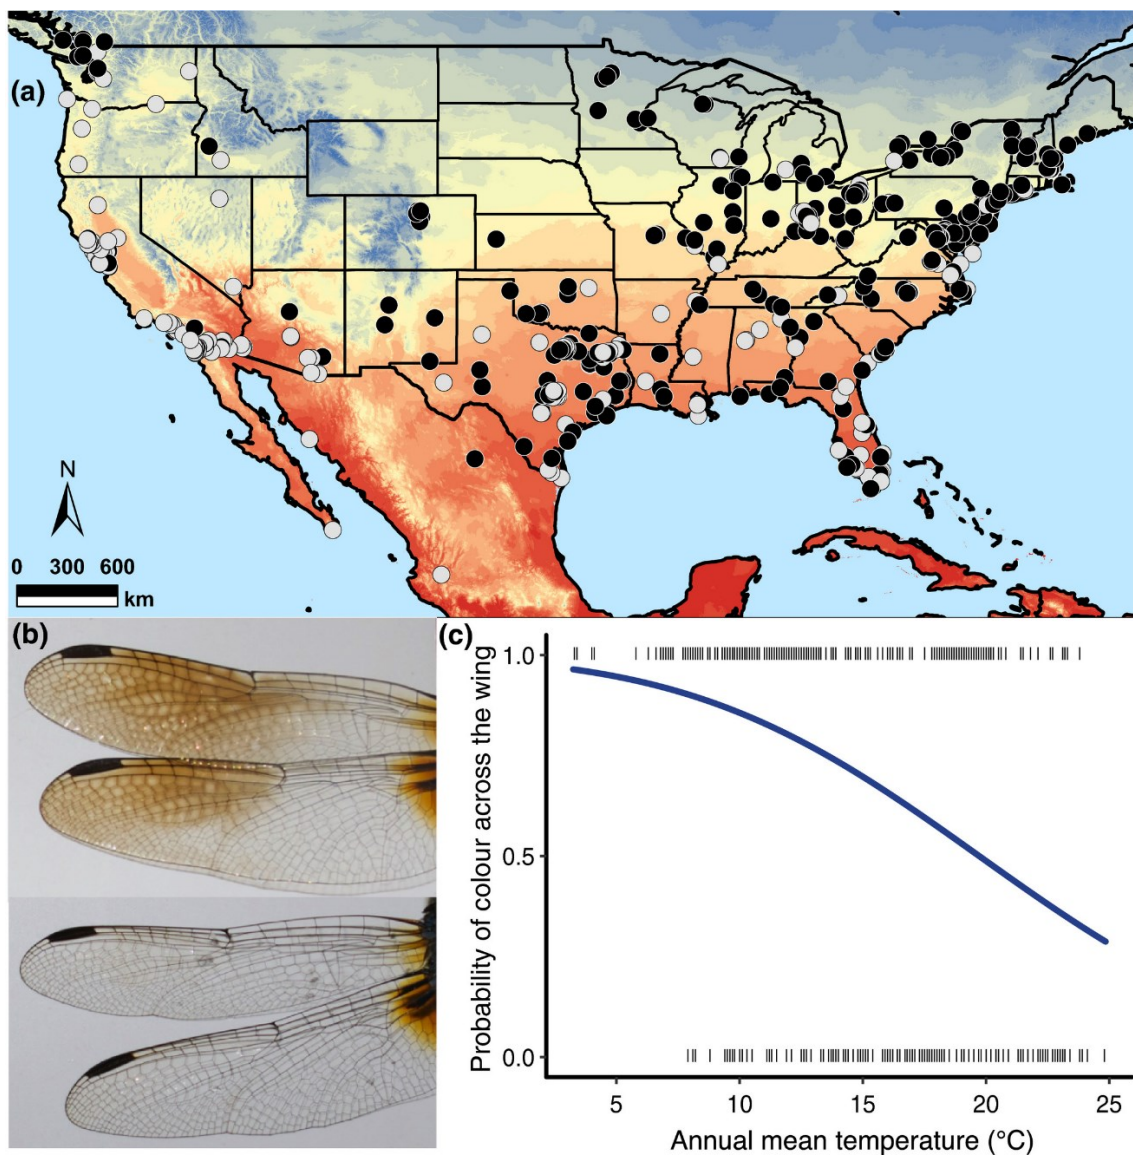 (a)
N
0 300 600
km
(b)
(c)
1.0
0.5
0.0
Probability of colour across the wing
5 10 15 20 25
Annual mean temperature (°C)